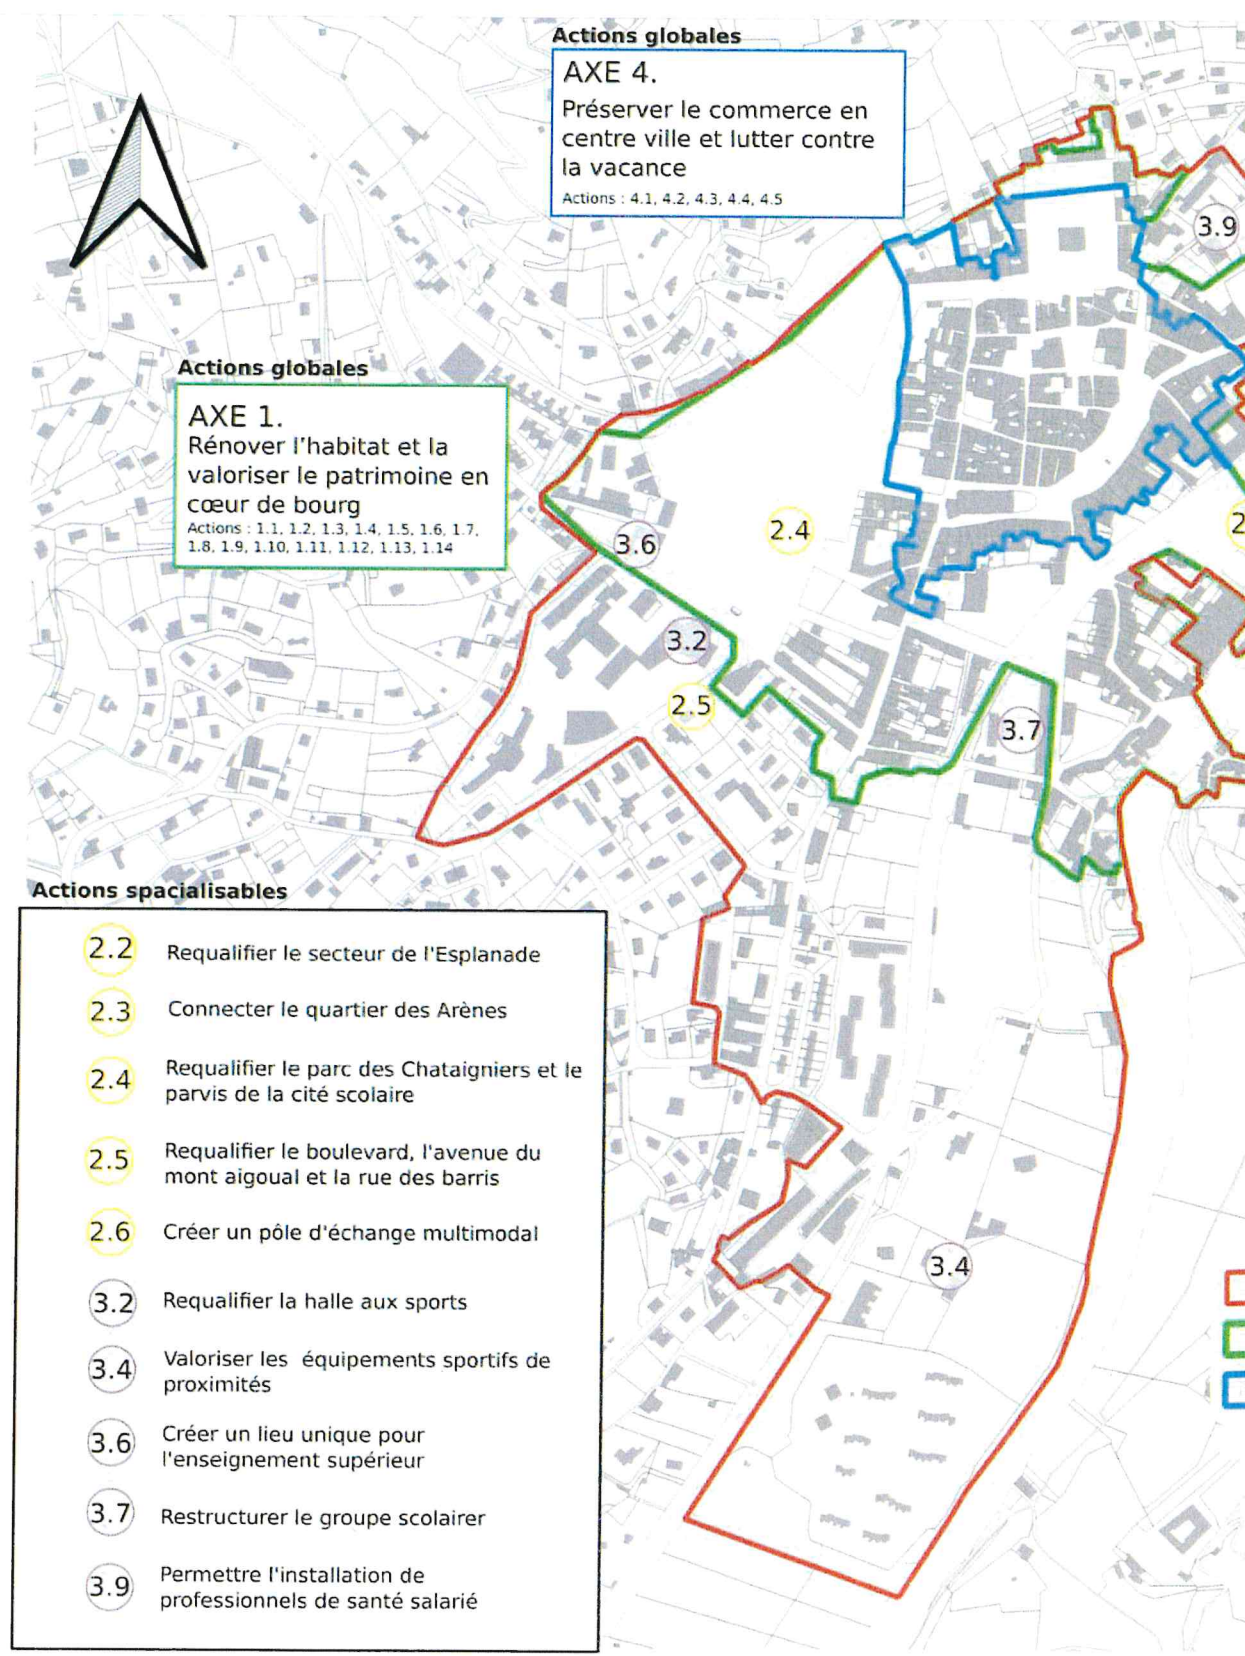 Actions globales
AXE 4.
Préserver le commerce en
centre ville et lutter contre
la vacance
Actions : 4.1, 4.2, 4.3, 4.4, 4.5
3.9
Actions globales
AXE 1.
Rénover l'habitat et la
valoriser le patrimoine en
cœur de bourg
Actions : 1.1, 1.2, 1.3, 1.4, 1.5, 1.6, 1.7,
1.8, 1.9, 1.10, 1.11, 1.12, 1.13, 1.14
2.4
3.6
3.2
2.5
3.7
3.4
Actions spacialisables
2.2 Requalifier le secteur de l'Esplanade
2.3 Connecter le quartier des Arènes
2.4 Requalifier le parc des Chataigniers et le
parvis de la cité scolaire
2.5 Requalifier le boulevard, l'avenue du
mont aigoual et la rue des barris
2.6 Créer un pôle d'échange multimodal
3.2 Requalifier la halle aux sports
3.4 Valoriser les équipements sportifs de
proximités
3.6 Créer un lieu unique pour
l'enseignement supérieur
3.7 Restructurer le groupe scolairer
3.9 Permettre l'installation de
professionnels de santé salarié